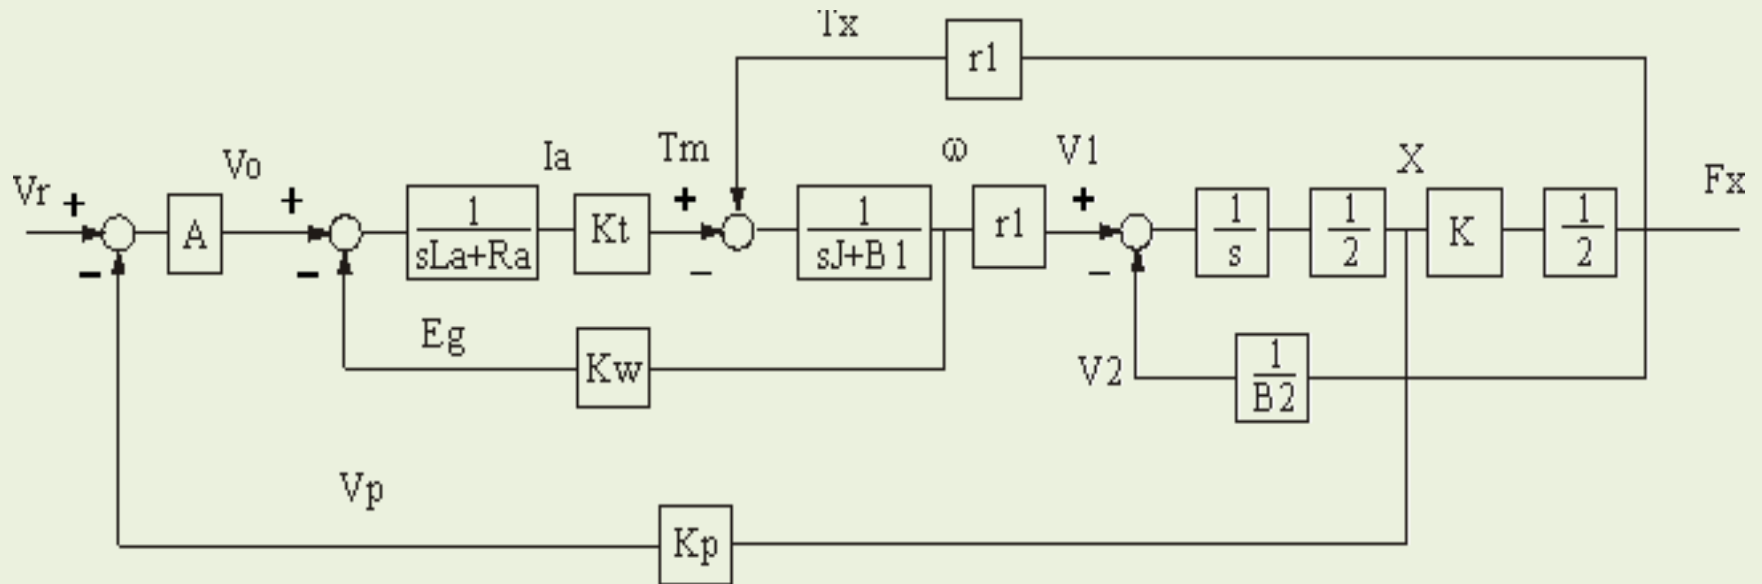 Tx
r1
Vr
+
−
A
Vo
+
−
1
sLa+Ra
Ia
Kt
Tm
+
−
1
sJ+B1
ω
r1
V1
+
−
1
s
1
2
X
K
1
2
Fx
Eg
Kw
V2
1
B2
Vp
Kp